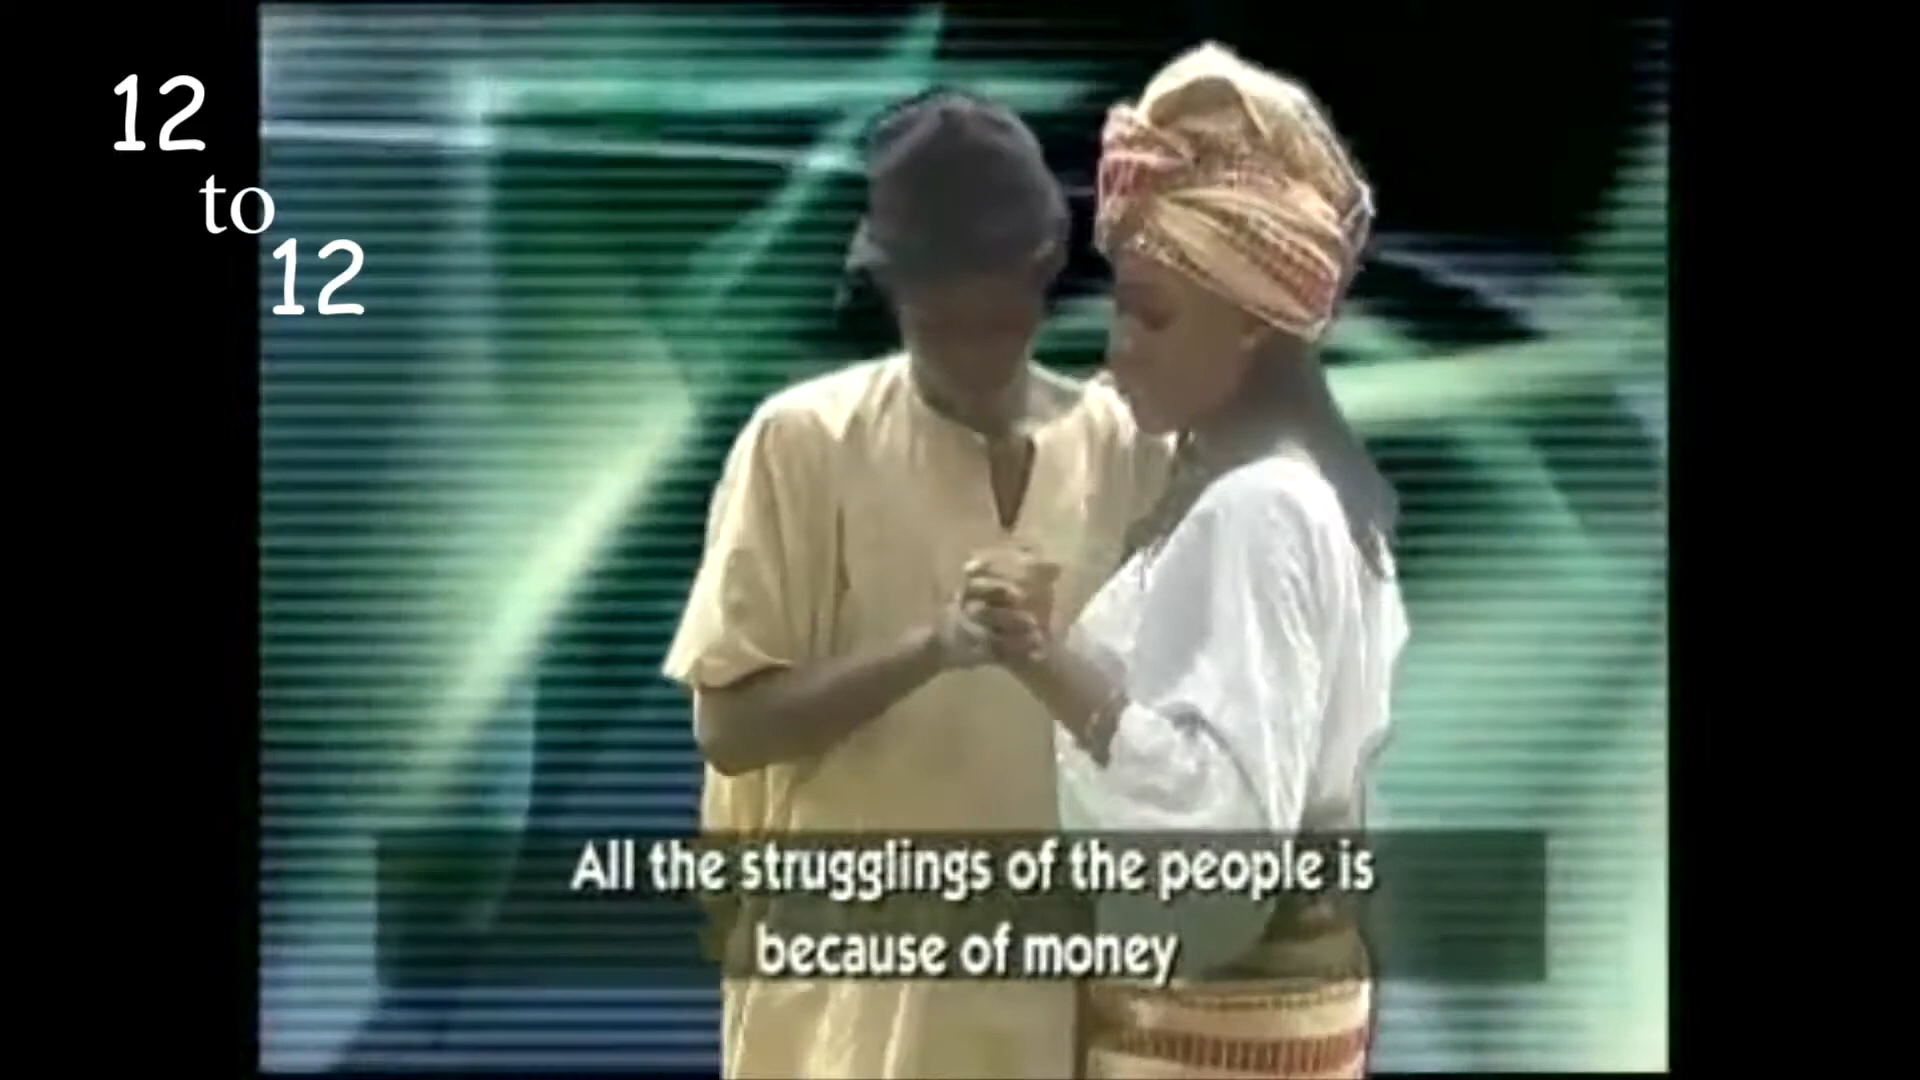 12
to
12
All the strugglings of the people is
because of money